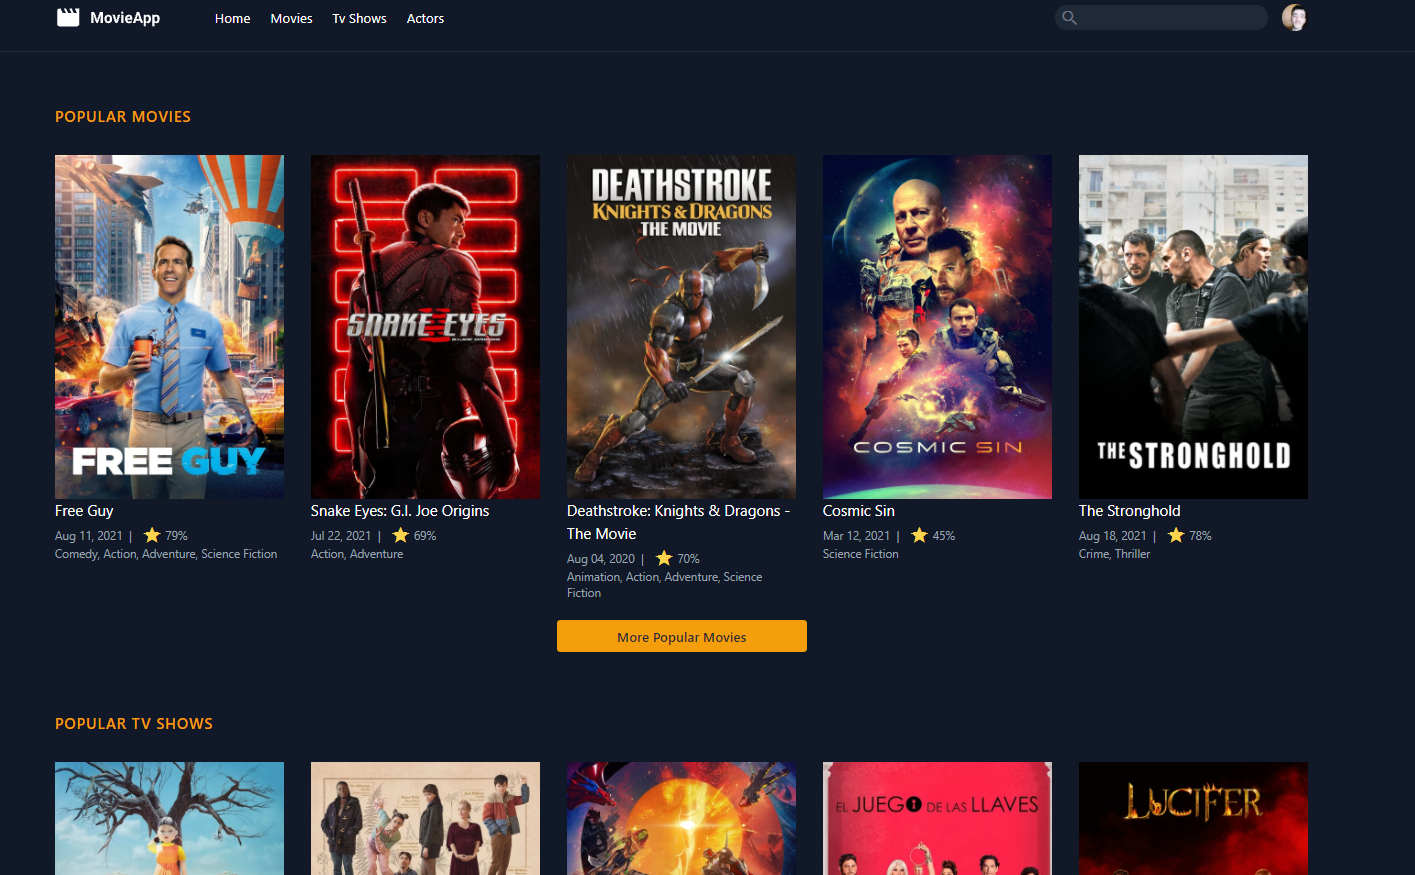 MovieApp
Home Movies Tv Shows Actors
POPULAR MOVIES
FREE GUY
SNAKE EYES
G.I. JOE ORIGINS
DEATHSTROKE
KNIGHTS & DRAGONS
THE MOVIE
COSMIC SIN
THE STRONGHOLD
Free Guy
Aug 11, 2021 | 79%
Comedy, Action, Adventure, Science Fiction
Snake Eyes: G.I. Joe Origins
Jul 22, 2021 | 69%
Action, Adventure
Deathstroke: Knights & Dragons -
The Movie
Aug 04, 2020 | 70%
Animation, Action, Adventure, Science
Fiction
Cosmic Sin
Mar 12, 2021 | 45%
Science Fiction
The Stronghold
Aug 18, 2021 | 78%
Crime, Thriller
More Popular Movies
POPULAR TV SHOWS
EL JUEGO DE LAS LLAVES
LUCIFER